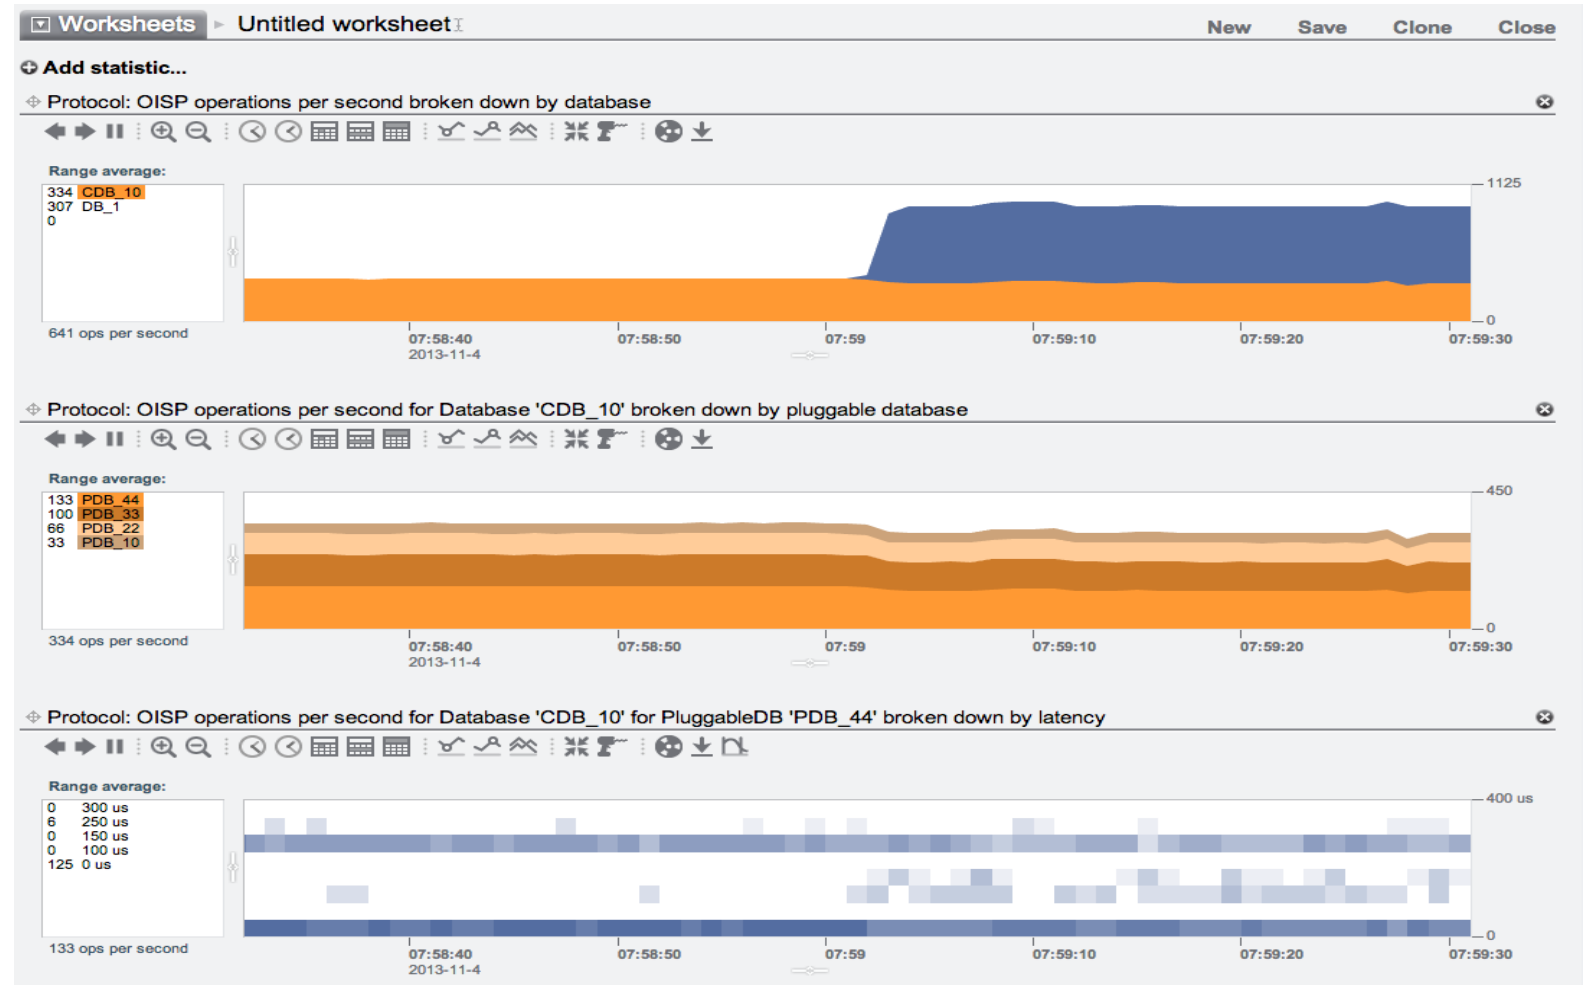 Worksheets Untitled worksheet New Save Clone Close
Add statistic...
Protocol: OISP operations per second broken down by database
Range average:
334 CDB_10
307 DB_1
0
641 ops per second
1125
0
07:58:40 07:58:50 07:59 07:59:10 07:59:20 07:59:30
2013-11-4
Protocol: OISP operations per second for Database 'CDB_10' broken down by pluggable database
Range average:
133 PDB_44
100 PDB_33
66 PDB_22
33 PDB_10
334 ops per second
450
0
07:58:40 07:58:50 07:59 07:59:10 07:59:20 07:59:30
2013-11-4
Protocol: OISP operations per second for Database 'CDB_10' for PluggableDB 'PDB_44' broken down by latency
Range average:
0 300 us
6 250 us
0 150 us
0 100 us
125 0 us
133 ops per second
400 us
0
07:58:40 07:58:50 07:59 07:59:10 07:59:20 07:59:30
2013-11-4